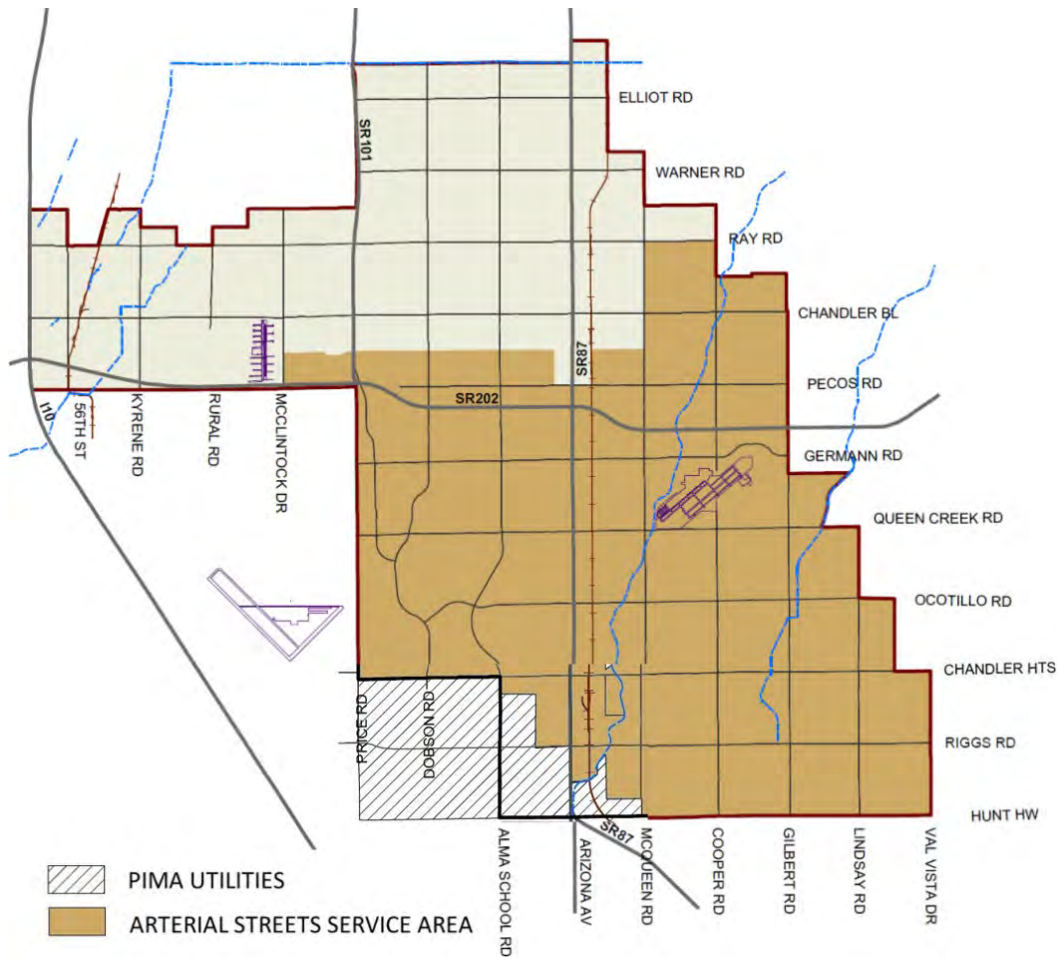 ELLIOT RD
SR101
WARNER RD
RAY RD
CHANDLER BL
SR87
PECOS RD
SR202
I10
56TH ST
KYRENE RD
RURAL RD
MCCLINTOCK DR
GERMANN RD
QUEEN CREEK RD
OCOTILLO RD
CHANDLER HTS
PRICE RD
DOBSON RD
RIGGS RD
HUNT HW
SR87
ALMA SCHOOL RD
ARIZONA AV
MCQUEEN RD
COOPER RD
GILBERT RD
LINDSAY RD
VAL VISTA DR
PIMA UTILITIES
ARTERIAL STREETS SERVICE AREA